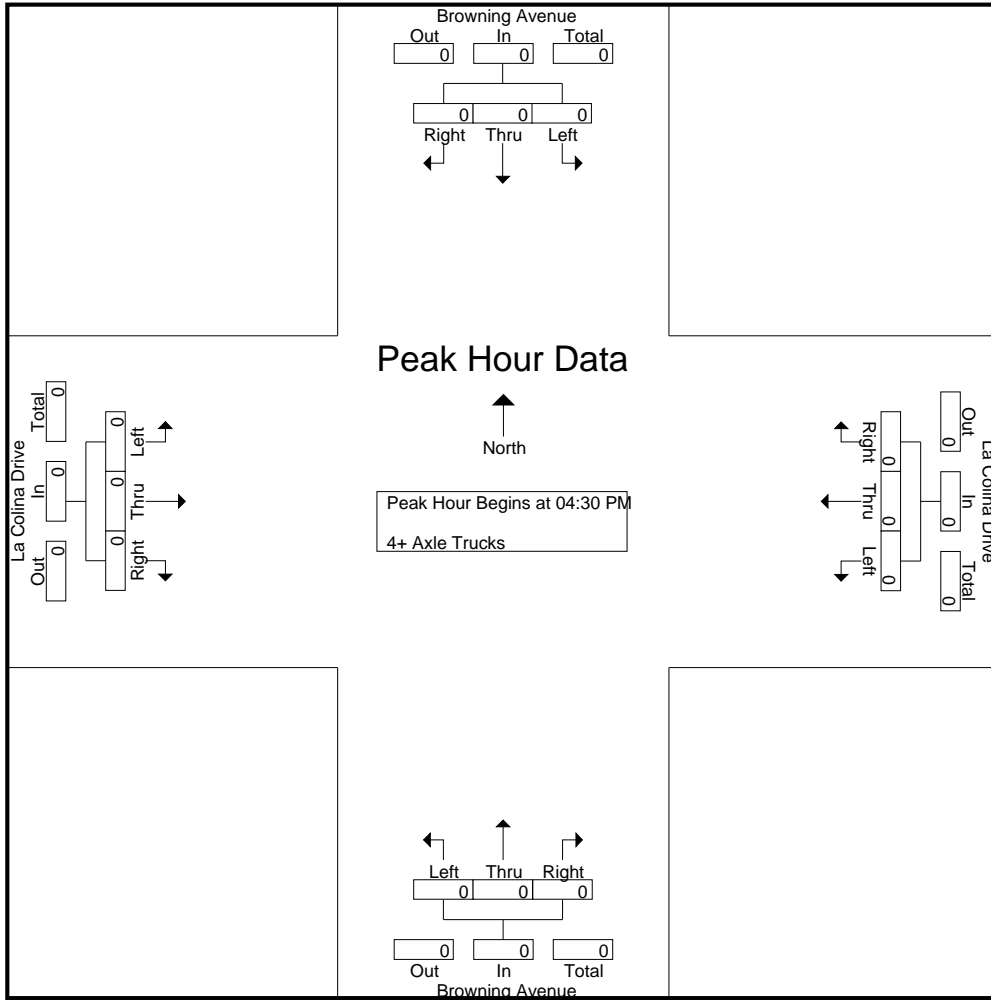 Browning Avenue
Out In Total
0 0 0
0 0 0
Right Thru Left
Peak Hour Data
North
Peak Hour Begins at 04:30 PM
4+ Axle Trucks
La Colina Drive
Out In Total
0 0 0
0 0 0
Left Thru Right
La Colina Drive
Out In Total
0 0 0
0 0 0
Right Thru Left
Left Thru Right
0 0 0
0 0 0
Out In Total
Browning Avenue